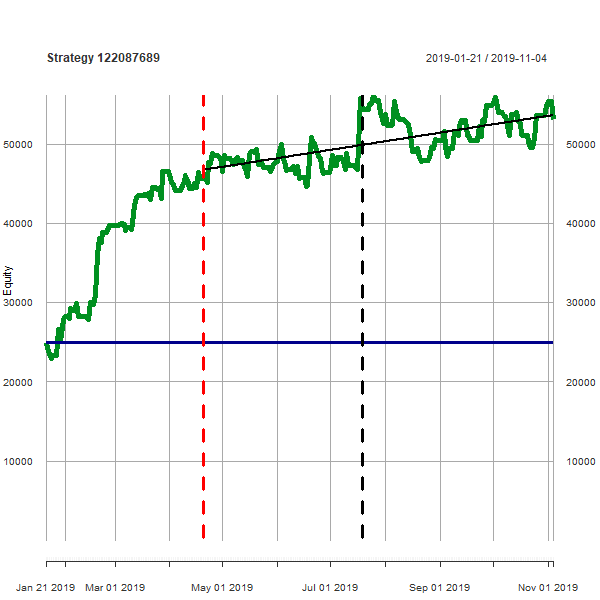 Strategy 122087689
2019-01-21 / 2019-11-04
50000
50000
40000
40000
Equity
30000
30000
20000
20000
10000
10000
Jan 21 2019
Mar 01 2019
May 01 2019
Jul 01 2019
Sep 01 2019
Nov 01 2019